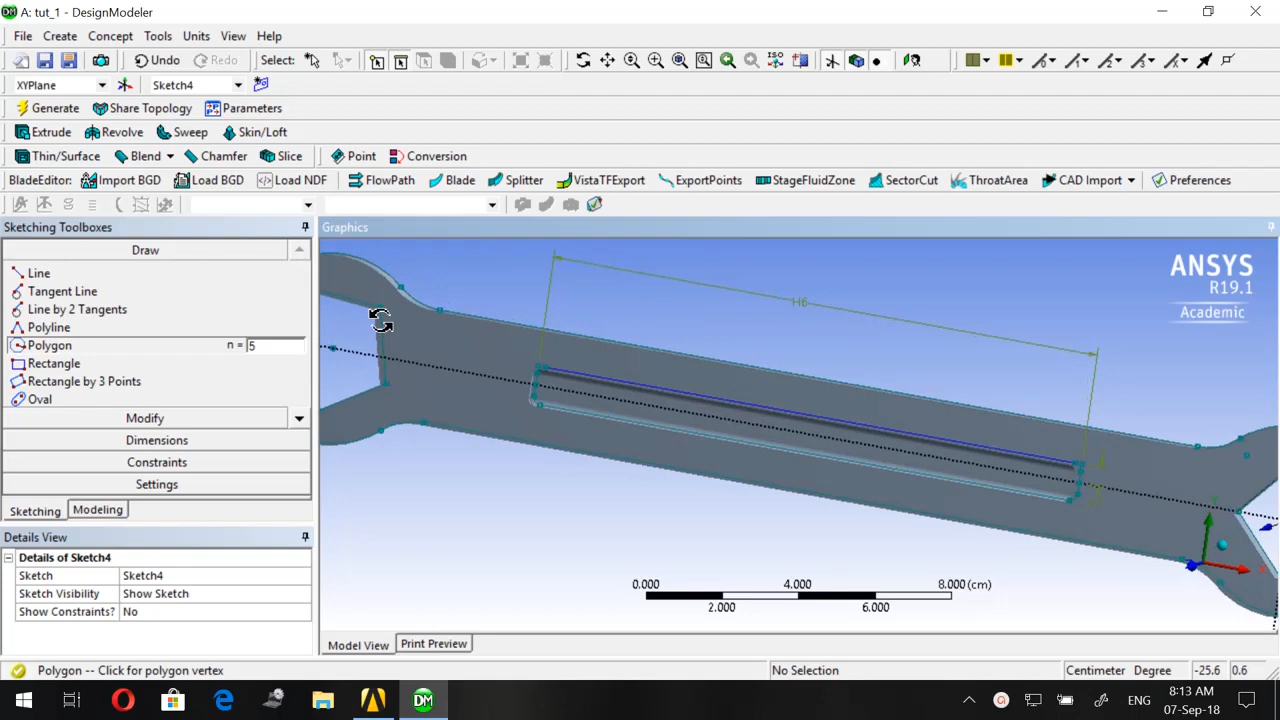 A: tut_1 - DesignModeler
File Create Concept Tools Units View Help
Undo Redo Select:
XYPlane Sketch4
Generate Share Topology Parameters
Extrude Revolve Sweep Skin/Loft
Thin/Surface Blend Chamfer Slice Point Conversion
BladeEditor: Import BGD Load BGD Load NDF FlowPath Blade Splitter VistaTFExport ExportPoints StageFluidZone SectorCut ThroatArea CAD Import Preferences
Sketching Toolboxes
Graphics
Draw
Line
Tangent Line
Line by 2 Tangents
Polyline
Polygon n = 5
Rectangle
Rectangle by 3 Points
Oval
Modify
Dimensions
Constraints
Settings
Sketching Modeling
Details View
Details of Sketch4
Sketch Sketch4
Sketch Visibility Show Sketch
Show Constraints? No
ANSYS
R19.1
Academic
H6
Y
0.000 4.000 8.000 (cm)
2.000 6.000
Model View Print Preview
Polygon -- Click for polygon vertex No Selection Centimeter Degree -25.6 0.6
ENG
8:13 AM
07-Sep-18